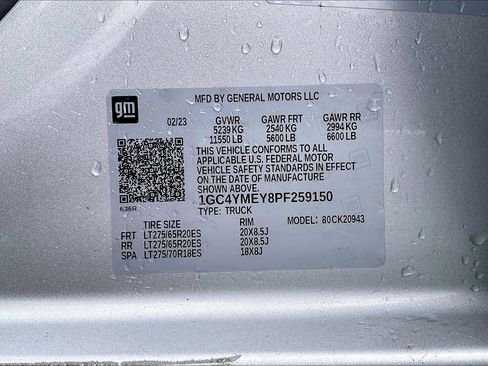 gm
MFD BY GENERAL MOTORS LLC
02/23 GVWR GAWR FRT GAWR RR
5239 KG 2540 KG 2994 KG
11550 LB 5600 LB 6600 LB
THIS VEHICLE CONFORMS TO ALL
APPLICABLE U.S. FEDERAL MOTOR
VEHICLE SAFETY STANDARDS IN EFFECT
ON THE DATE OF MANUFACTURE
1GC4YMEY8PF259150
TYPE: TRUCK
636R
MODEL: 80CK20943
TIRE SIZE RIM
FRT LT275/65R20ES 20X8.5J
RR LT275/65R20ES 20X8.5J
SPA LT275/70R18ES 18X8J